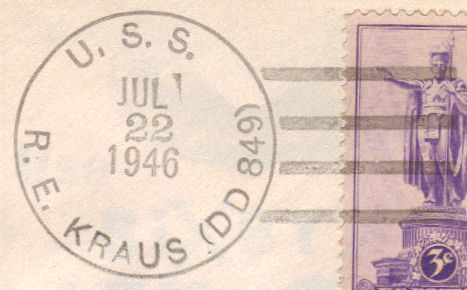 U. S. S.
JUL
22
1946
R. E. KRAUS (DD 849)
3¢